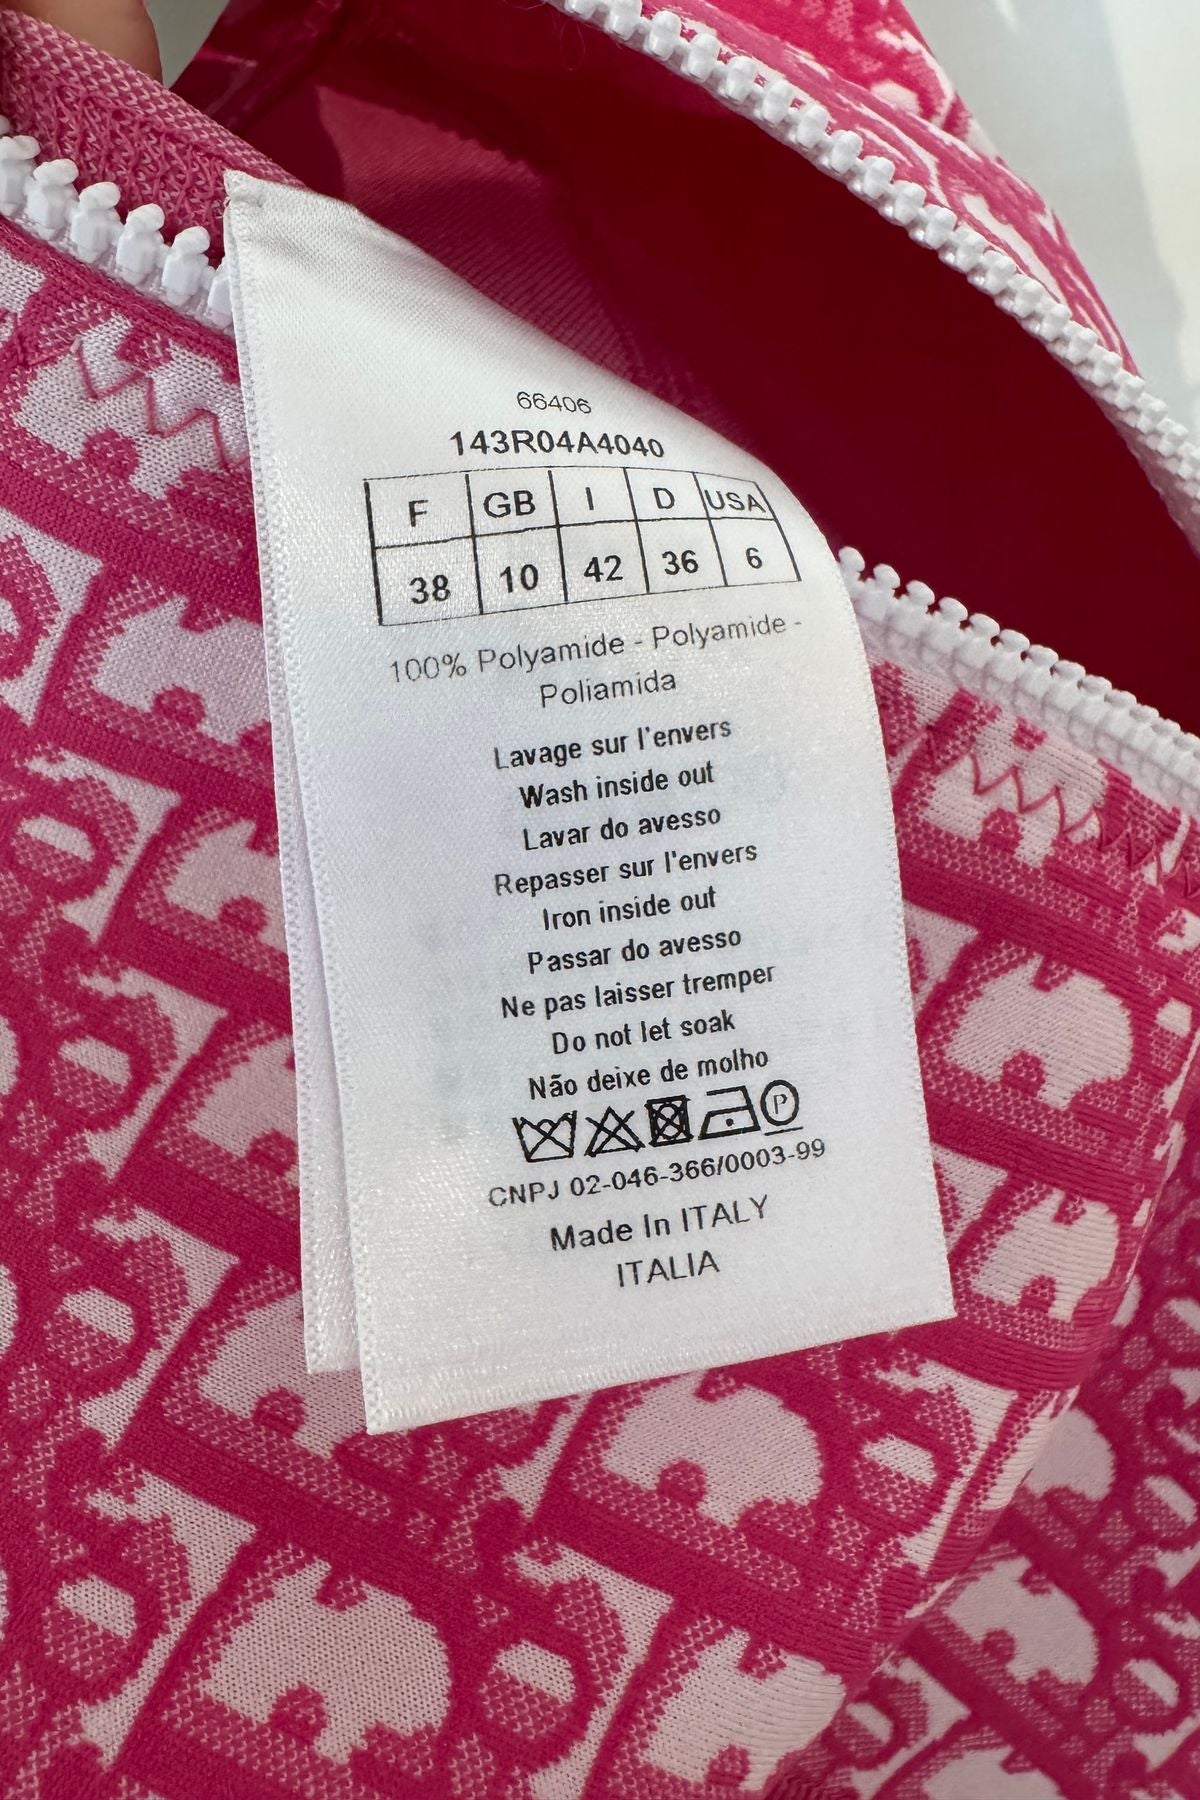 66406
143R04A4040
F GB I D USA
38 10 42 36 6
100% Polyamide - Polyamide -
Poliamida
Lavage sur l'envers
Wash inside out
Lavar do avesso
Repasser sur l'envers
Iron inside out
Passar do avesso
Ne pas laisser tremper
Do not let soak
Não deixe de molho
P
CNPJ 02-046-366/0003-99
Made In ITALY
ITALIA